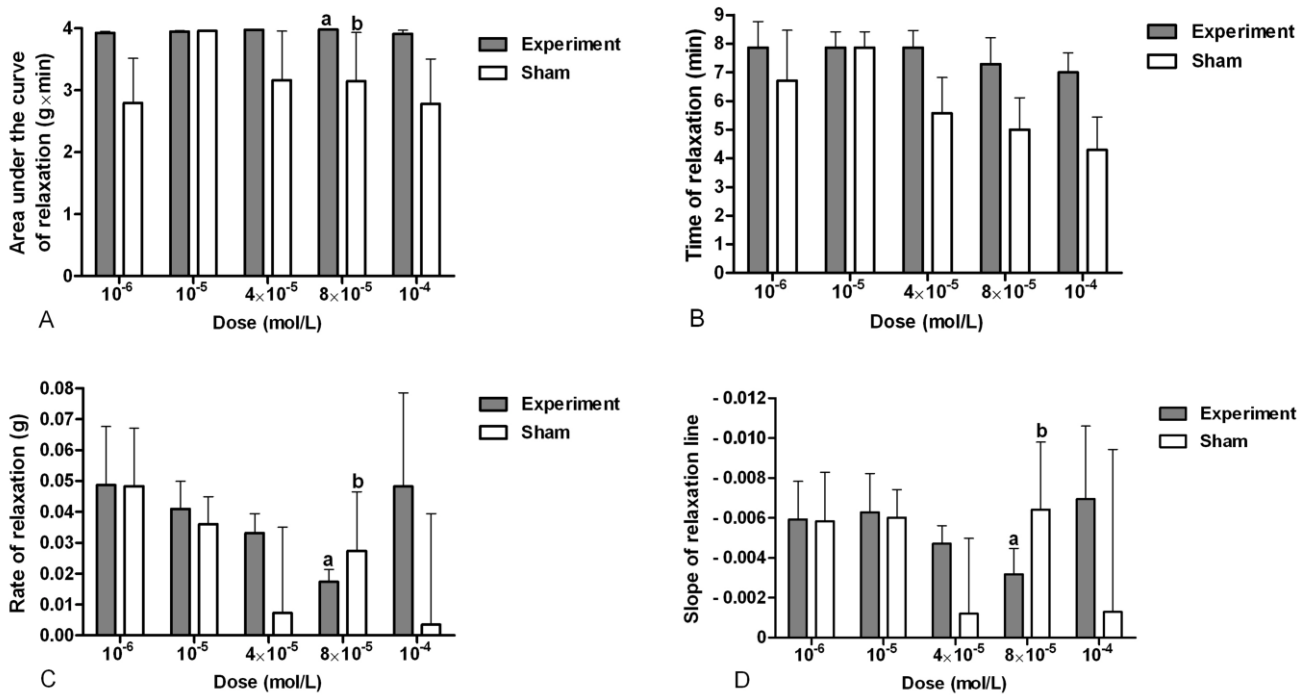 Area under the curve
of relaxation (g×min)
4
3
2
1
0
a b
Experiment
Sham
10⁻⁶ 10⁻⁵ 4×10⁻⁵ 8×10⁻⁵ 10⁻⁴
Dose (mol/L)
A
Time of relaxation (min)
9
8
7
6
5
4
3
2
1
0
Experiment
Sham
10⁻⁶ 10⁻⁵ 4×10⁻⁵ 8×10⁻⁵ 10⁻⁴
Dose (mol/L)
B
Rate of relaxation (g)
0.08
0.07
0.06
0.05
0.04
0.03
0.02
0.01
0.00
a b
Experiment
Sham
10⁻⁶ 10⁻⁵ 4×10⁻⁵ 8×10⁻⁵ 10⁻⁴
Dose (mol/L)
C
Slope of relaxation line
- 0.012
- 0.010
- 0.008
- 0.006
- 0.004
- 0.002
0
a b
Experiment
Sham
10⁻⁶ 10⁻⁵ 4×10⁻⁵ 8×10⁻⁵ 10⁻⁴
Dose (mol/L)
D